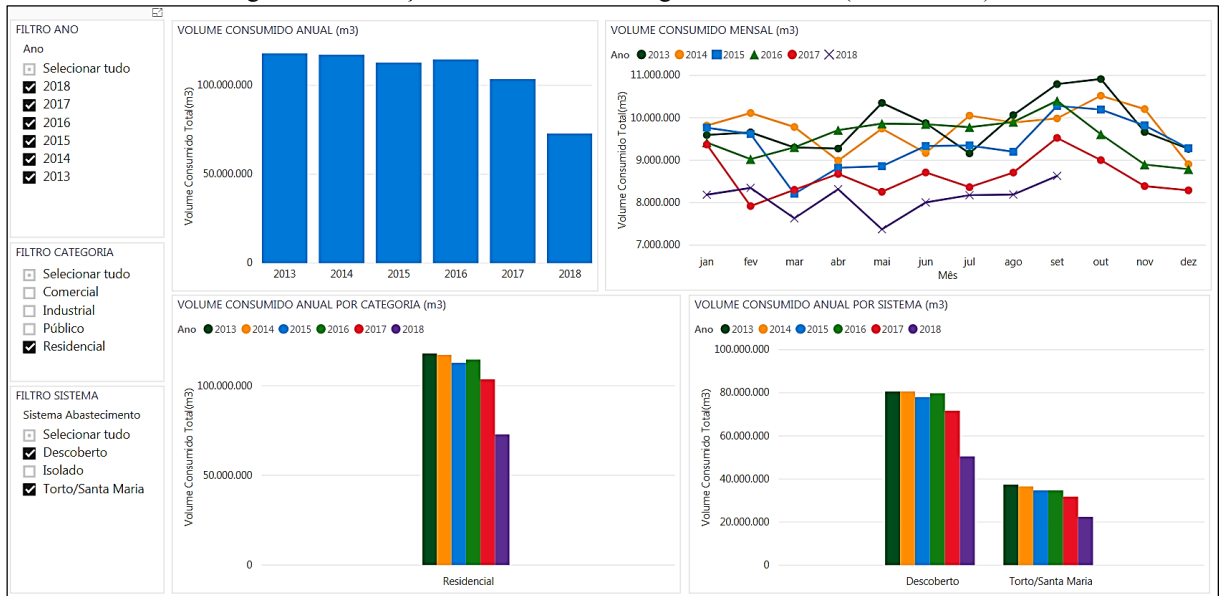 FILTRO ANO
Ano
Selecionar tudo
2018
2017
2016
2015
2014
2013
FILTRO CATEGORIA
Selecionar tudo
Comercial
Industrial
Público
Residencial
FILTRO SISTEMA
Sistema Abastecimento
Selecionar tudo
Descoberto
Isolado
Torto/Santa Maria
VOLUME CONSUMIDO ANUAL (m3)
Volume Consumido Total(m3)
100.000.000
50.000.000
0
2013 2014 2015 2016 2017 2018
VOLUME CONSUMIDO MENSAL (m3)
Ano 2013 2014 2015 2016 2017 2018
Volume Consumido Total(m3)
11.000.000
10.000.000
9.000.000
8.000.000
7.000.000
jan fev mar abr mai jun jul ago set out nov dez
Mês
VOLUME CONSUMIDO ANUAL POR CATEGORIA (m3)
Ano 2013 2014 2015 2016 2017 2018
Volume Consumido Total(m3)
100.000.000
50.000.000
0
Residencial
VOLUME CONSUMIDO ANUAL POR SISTEMA (m3)
Ano 2013 2014 2015 2016 2017 2018
Volume Consumido Total(m3)
100.000.000
80.000.000
60.000.000
40.000.000
20.000.000
0
Descoberto Torto/Santa Maria